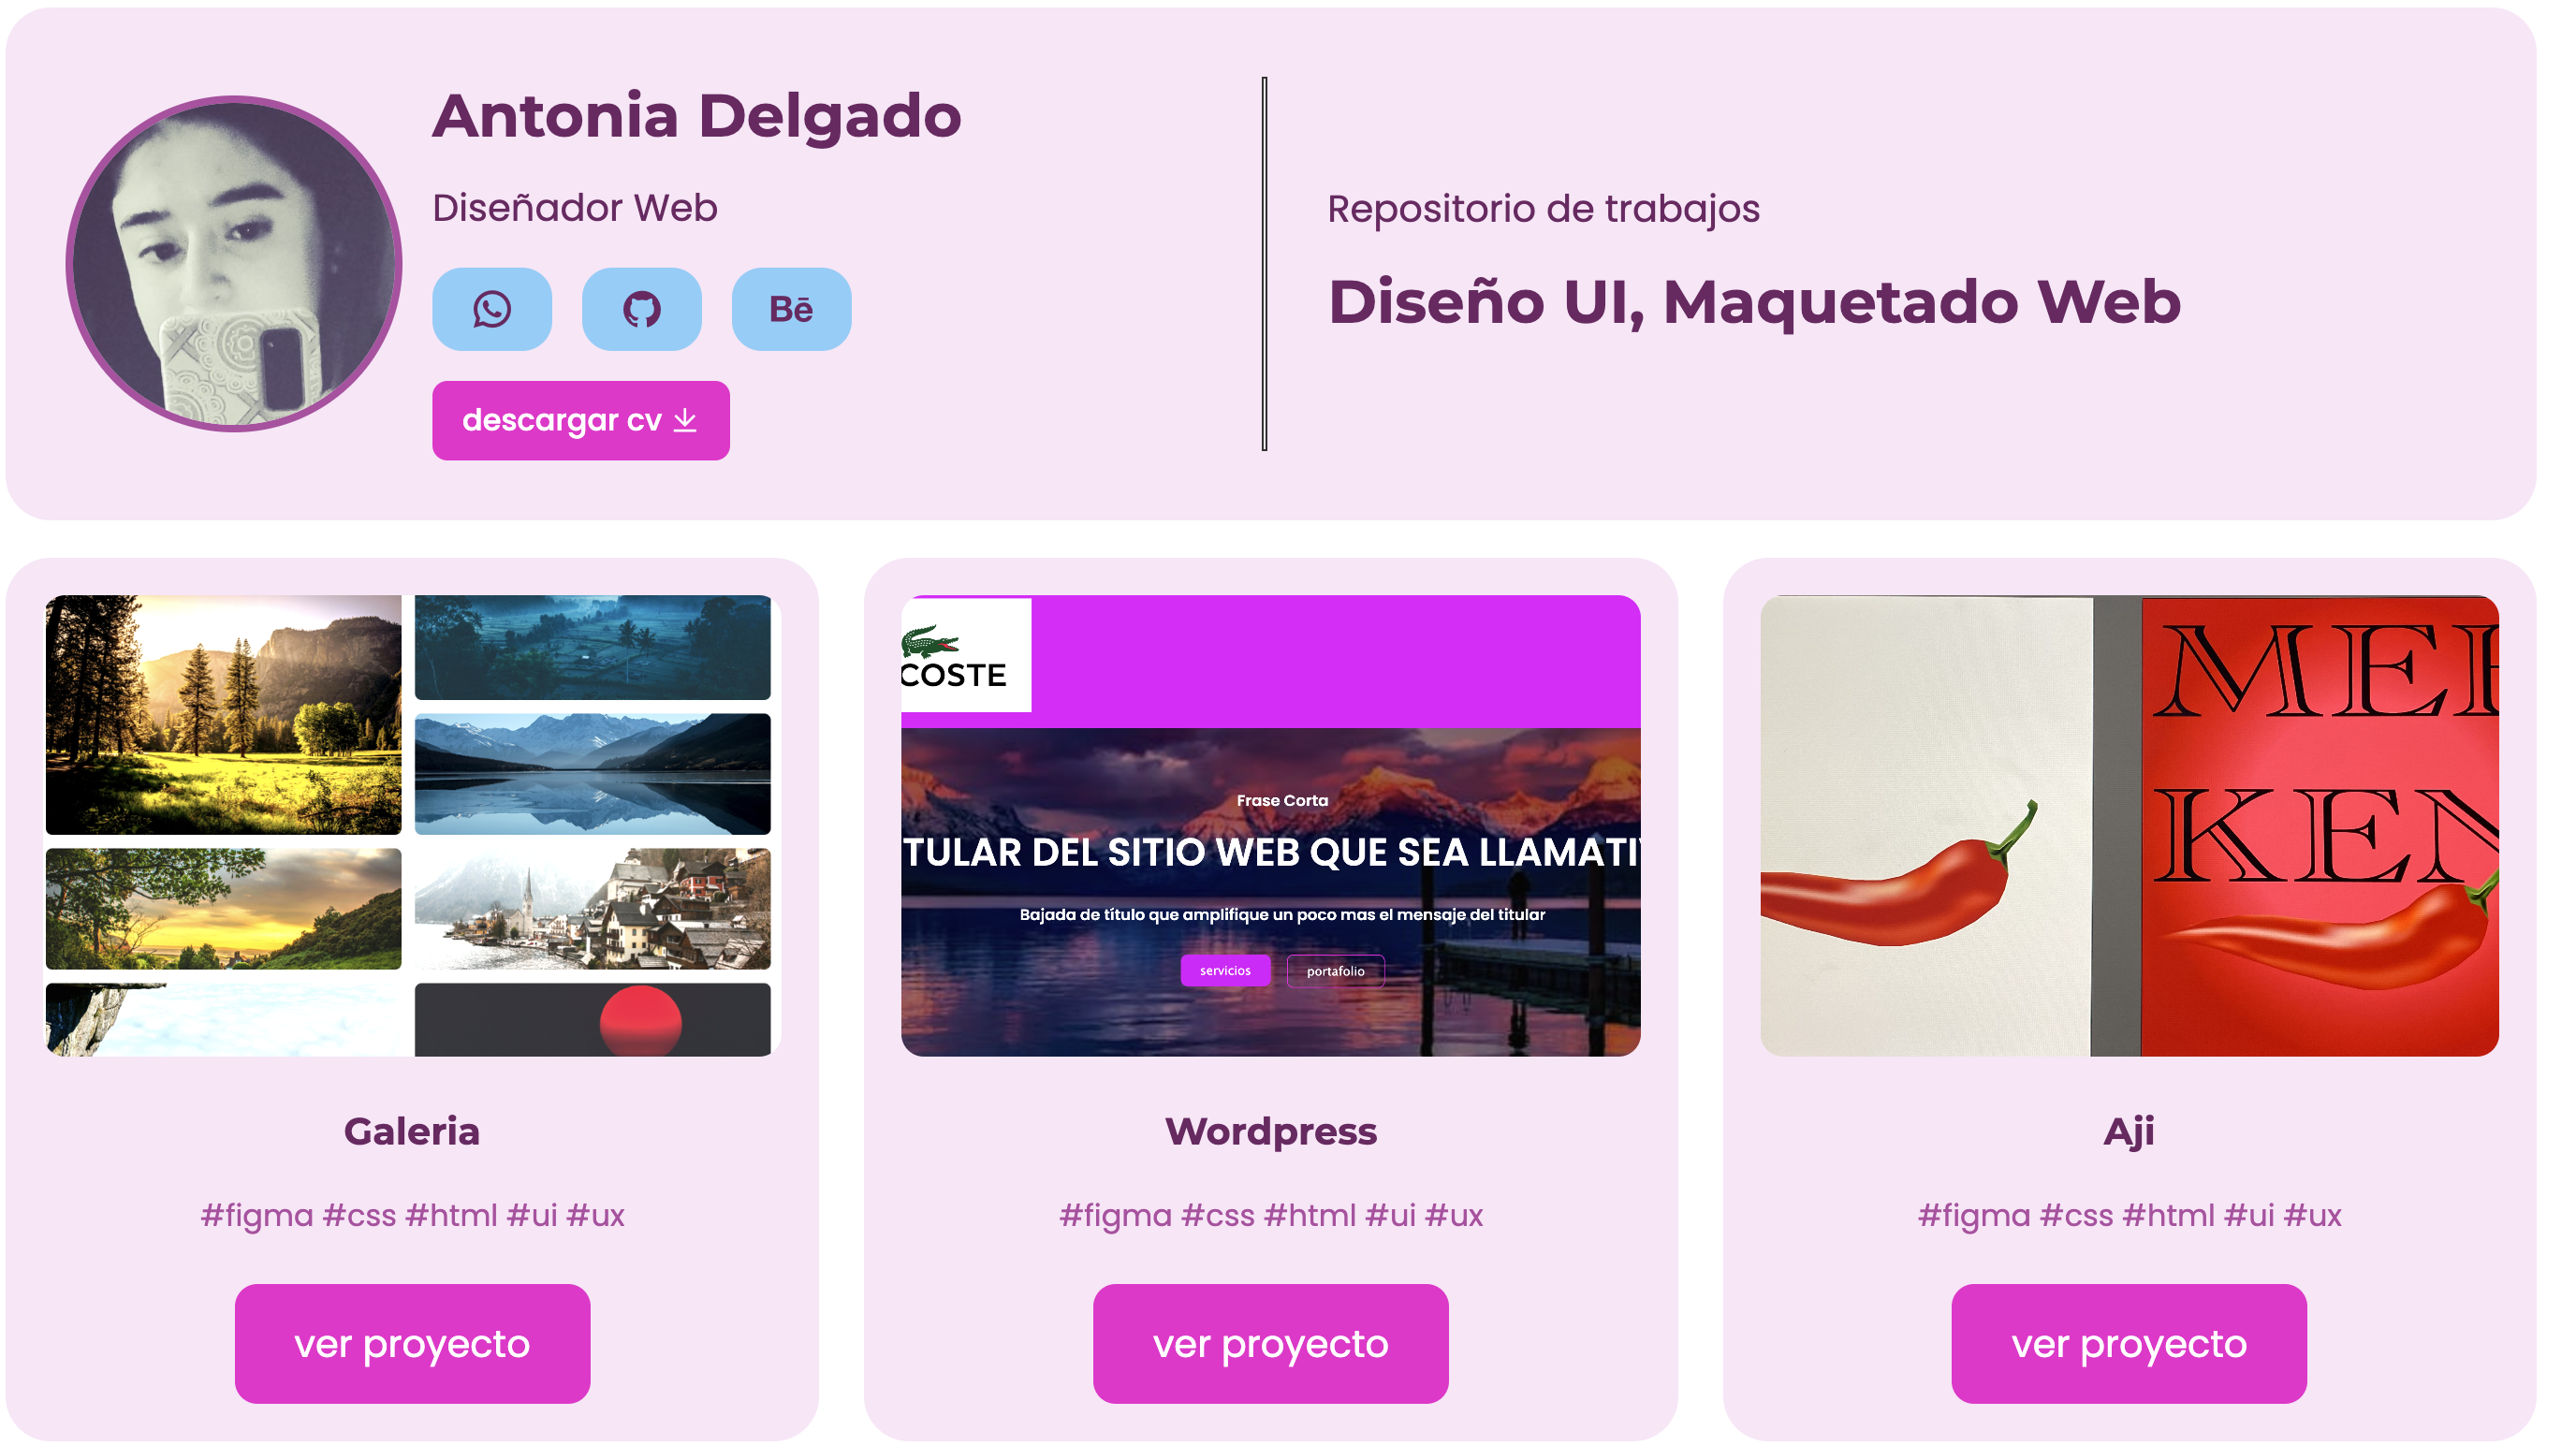 Antonia Delgado
Diseñador Web
Bē
descargar cv
Repositorio de trabajos
Diseño UI, Maquetado Web
COSTE
Frase Corta
TULAR DEL SITIO WEB QUE SEA LLAMATI
Bajada de título que amplifique un poco mas el mensaje del titular
servicios
portafolio
ME
KEN
Galeria
Wordpress
Aji
#figma #css #html #ui #ux
#figma #css #html #ui #ux
#figma #css #html #ui #ux
ver proyecto
ver proyecto
ver proyecto